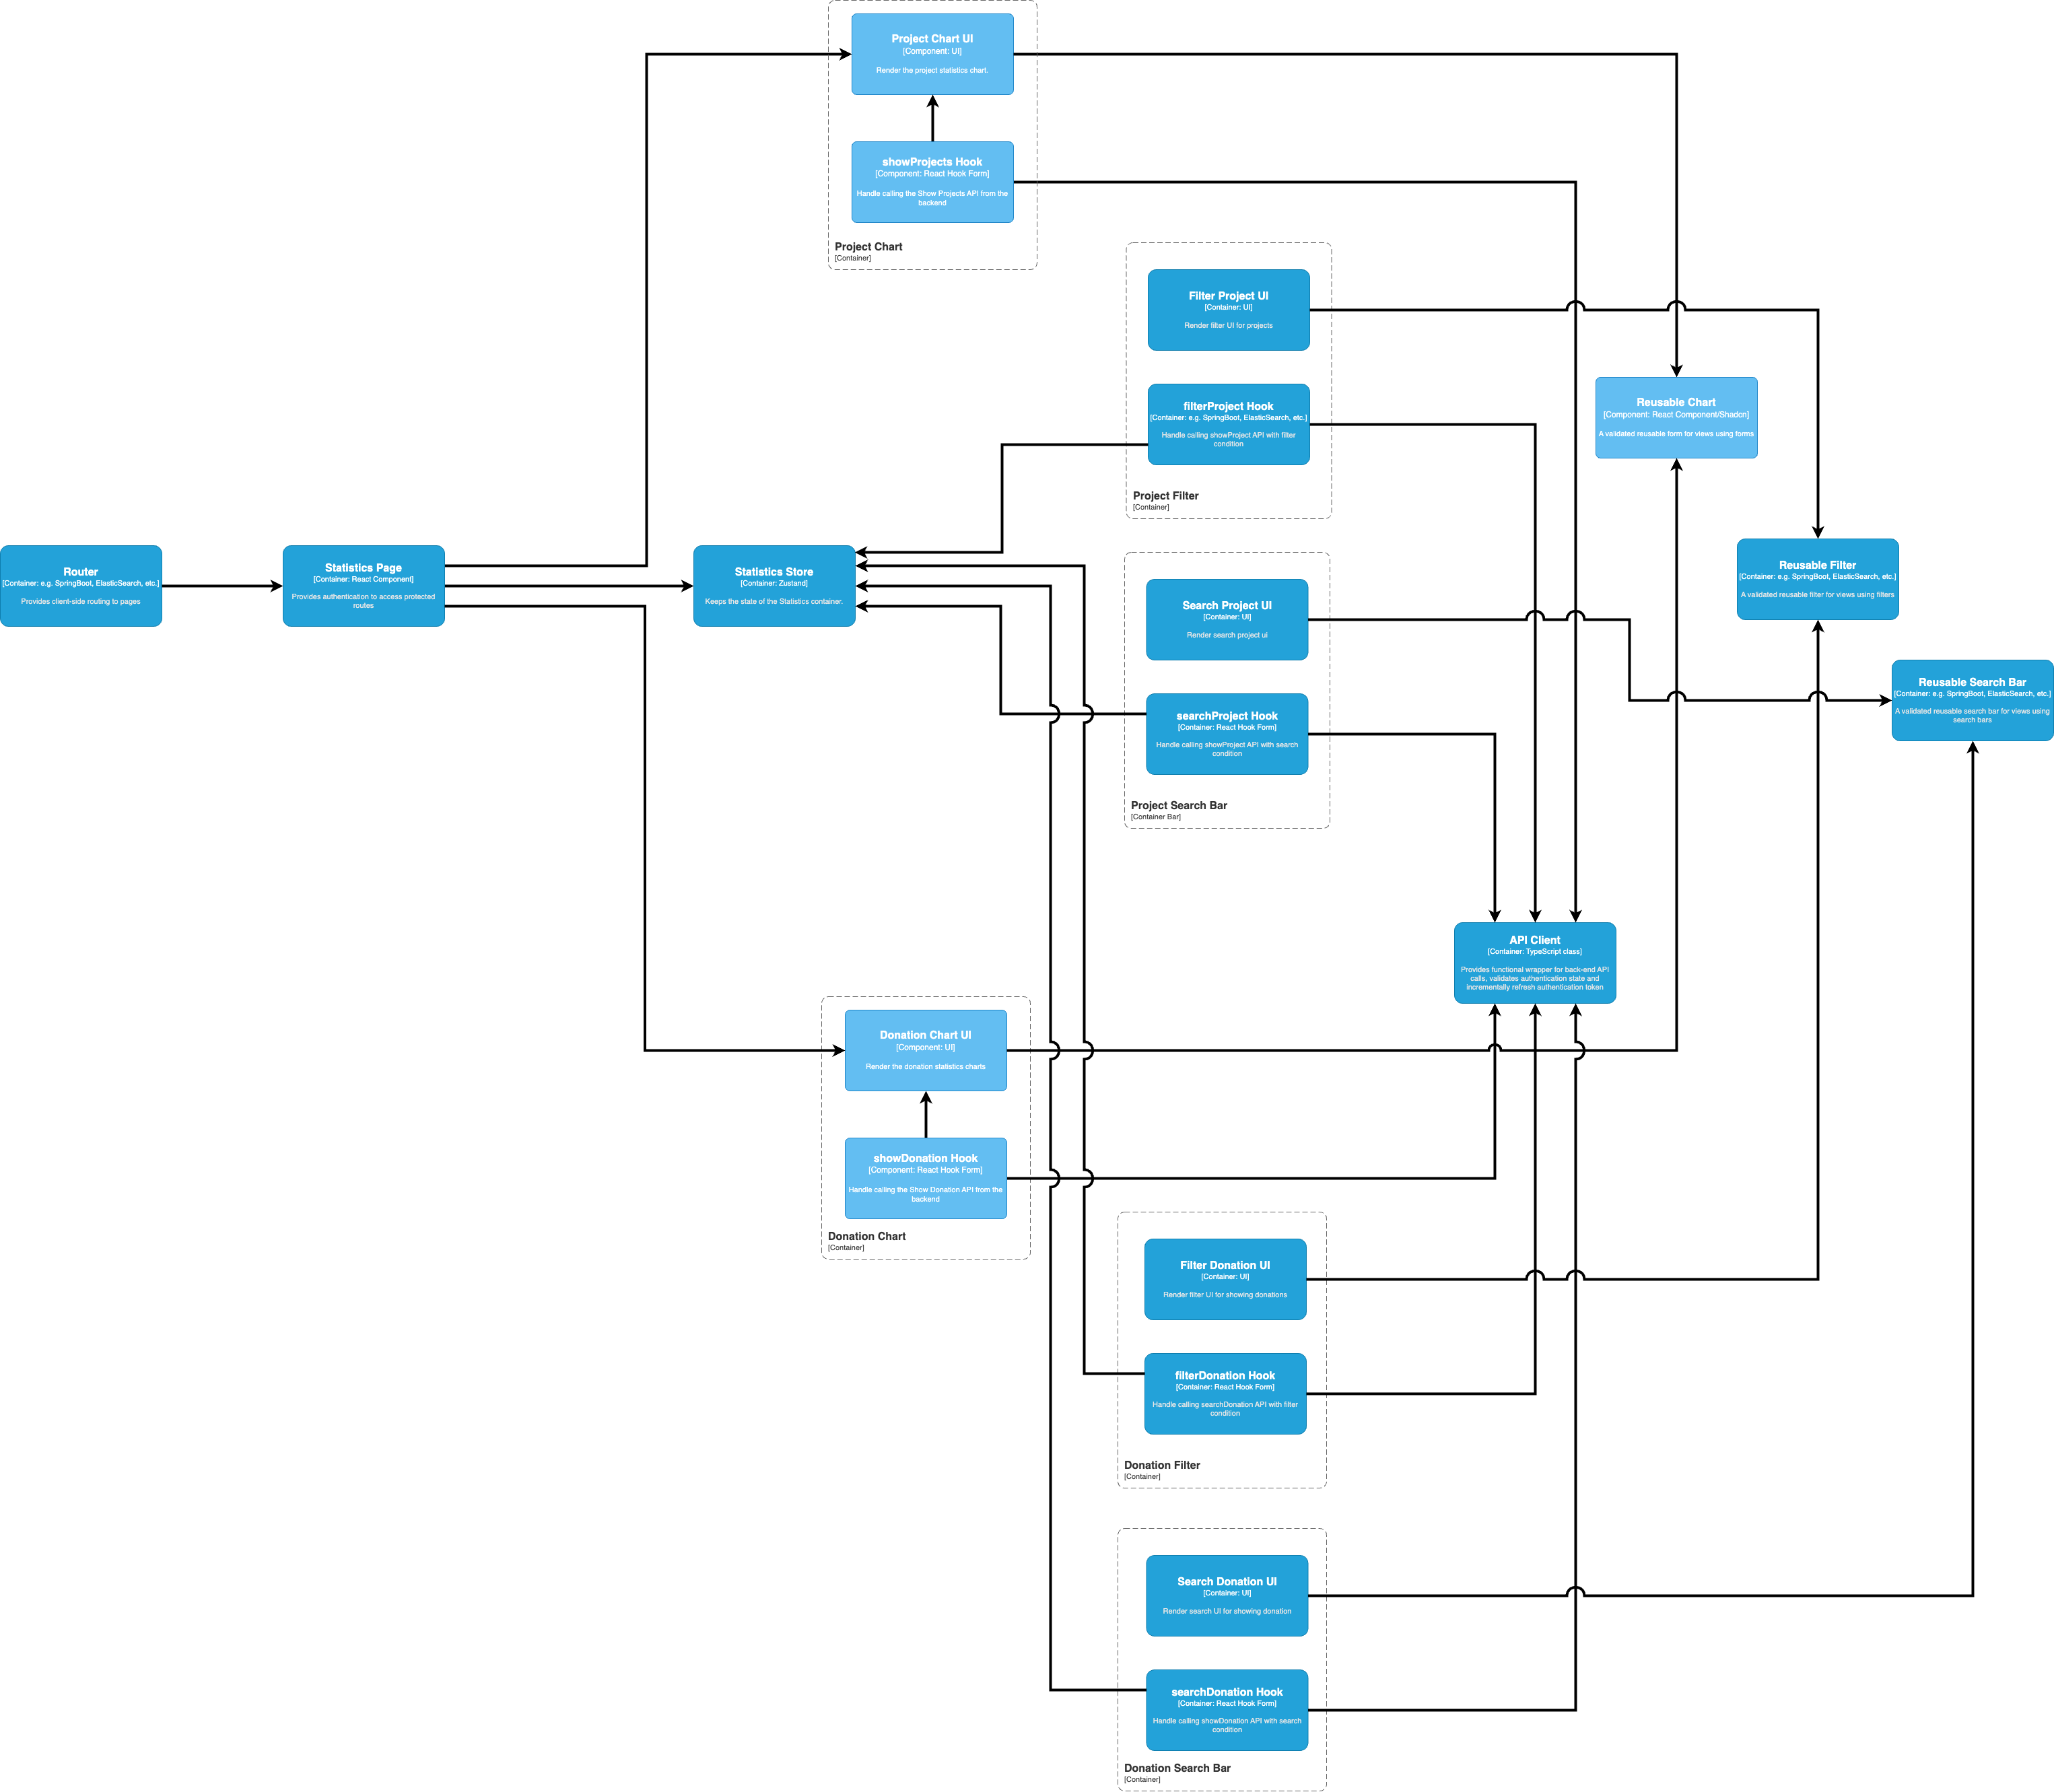 Project Chart UI
[Component: UI]
Render the project statistics chart.
showProjects Hook
[Component: React Hook Form]
Handle calling the Show Projects API from the
backend
Project Chart
[Container]
Filter Project UI
[Container: UI]
Render filter UI for projects
filterProject Hook
[Container: e.g. SpringBoot, ElasticSearch, etc.]
Handle calling showProject API with filter
condition
Project Filter
[Container]
Reusable Chart
[Component: React Component/Shadcn]
A validated reusable form for views using forms
Router
[Container: e.g. SpringBoot, ElasticSearch, etc.]
Provides client-side routing to pages
Statistics Page
[Container: React Component]
Provides authentication to access protected
routes
Statistics Store
[Container: Zustand]
Keeps the state of the Statistics container.
Search Project UI
[Container: UI]
Render search project ui
searchProject Hook
[Container: React Hook Form]
Handle calling showProject API with search
condition
Project Search Bar
[Container Bar]
Reusable Filter
[Container: e.g. SpringBoot, ElasticSearch, etc.]
A validated reusable filter for views using filters
Reusable Search Bar
[Container: e.g. SpringBoot, ElasticSearch, etc.]
A validated reusable search bar for views using
search bars
API Client
[Container: TypeScript class]
Provides functional wrapper for back-end API
calls, validates authentication state and
incrementally refresh authentication token
Donation Chart UI
[Component: UI]
Render the donation statistics charts
showDonation Hook
[Component: React Hook Form]
Handle calling the Show Donation API from the
backend
Donation Chart
[Container]
Filter Donation UI
[Container: UI]
Render filter UI for showing donations
filterDonation Hook
[Container: React Hook Form]
Handle calling searchDonation API with filter
condition
Donation Filter
[Container]
Search Donation UI
[Container: UI]
Render search UI for showing donation
searchDonation Hook
[Container: React Hook Form]
Handle calling showDonation API with search
condition
Donation Search Bar
[Container]